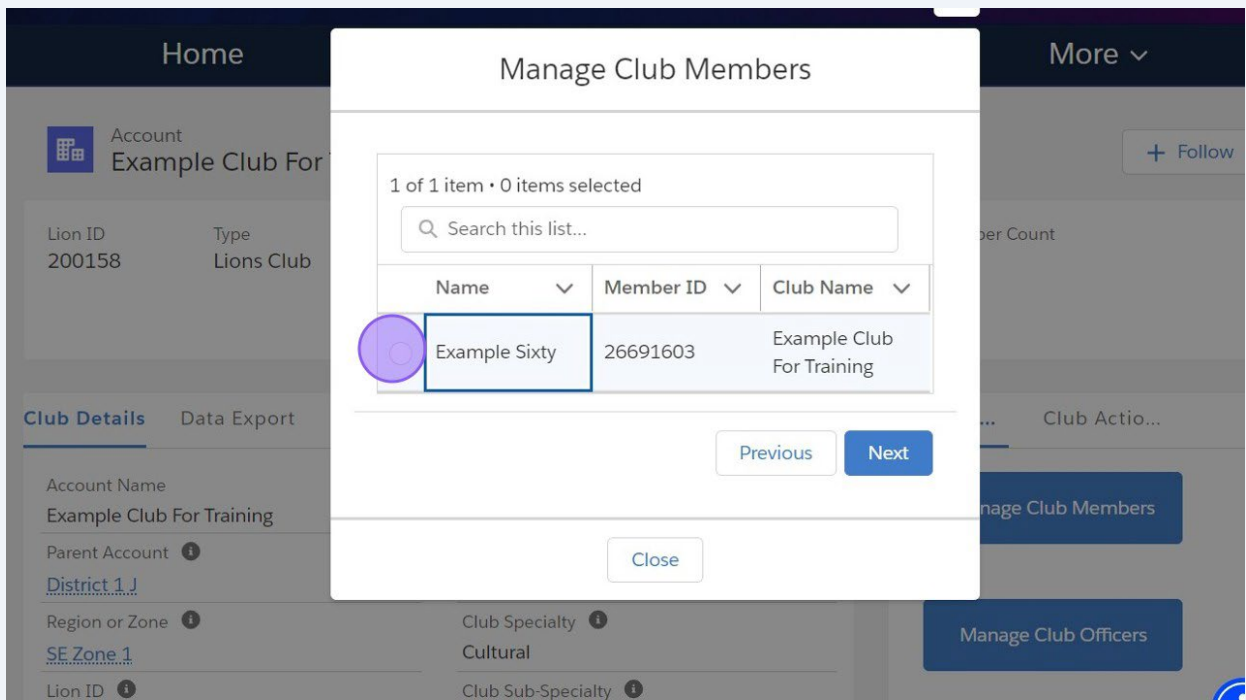 Home
More
Manage Club Members
Account
Example Club For
+ Follow
1 of 1 item • 0 items selected
Search this list...
Lion ID
Type
200158
Lions Club
Count
Name
Member ID
Club Name
Example Sixty
26691603
Example Club
For Training
Previous
Next
Close
Club Details
Data Export
...
Club Actio...
Account Name
Example Club For Training
Parent Account
District 1 J
Region or Zone
SE Zone 1
Lion ID
Club Specialty
Cultural
Club Sub-Specialty
nage Club Members
Manage Club Officers